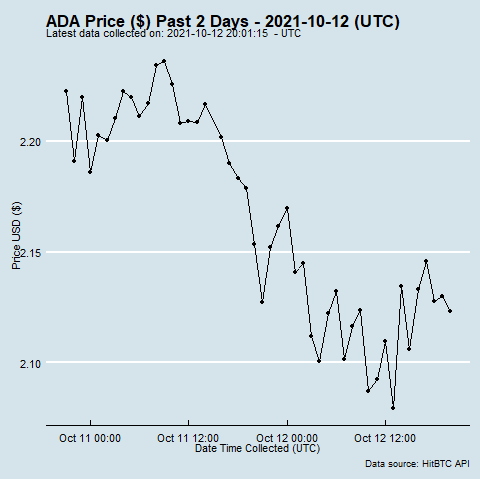 ADA Price ($) Past 2 Days - 2021-10-12 (UTC)
Latest data collected on: 2021-10-12 20:01:15  - UTC
2.20
2.15
2.10
Price USD ($)
Oct 11 00:00 Oct 11 12:00 Oct 12 00:00 Oct 12 12:00
Date Time Collected (UTC)
Data source: HitBTC API